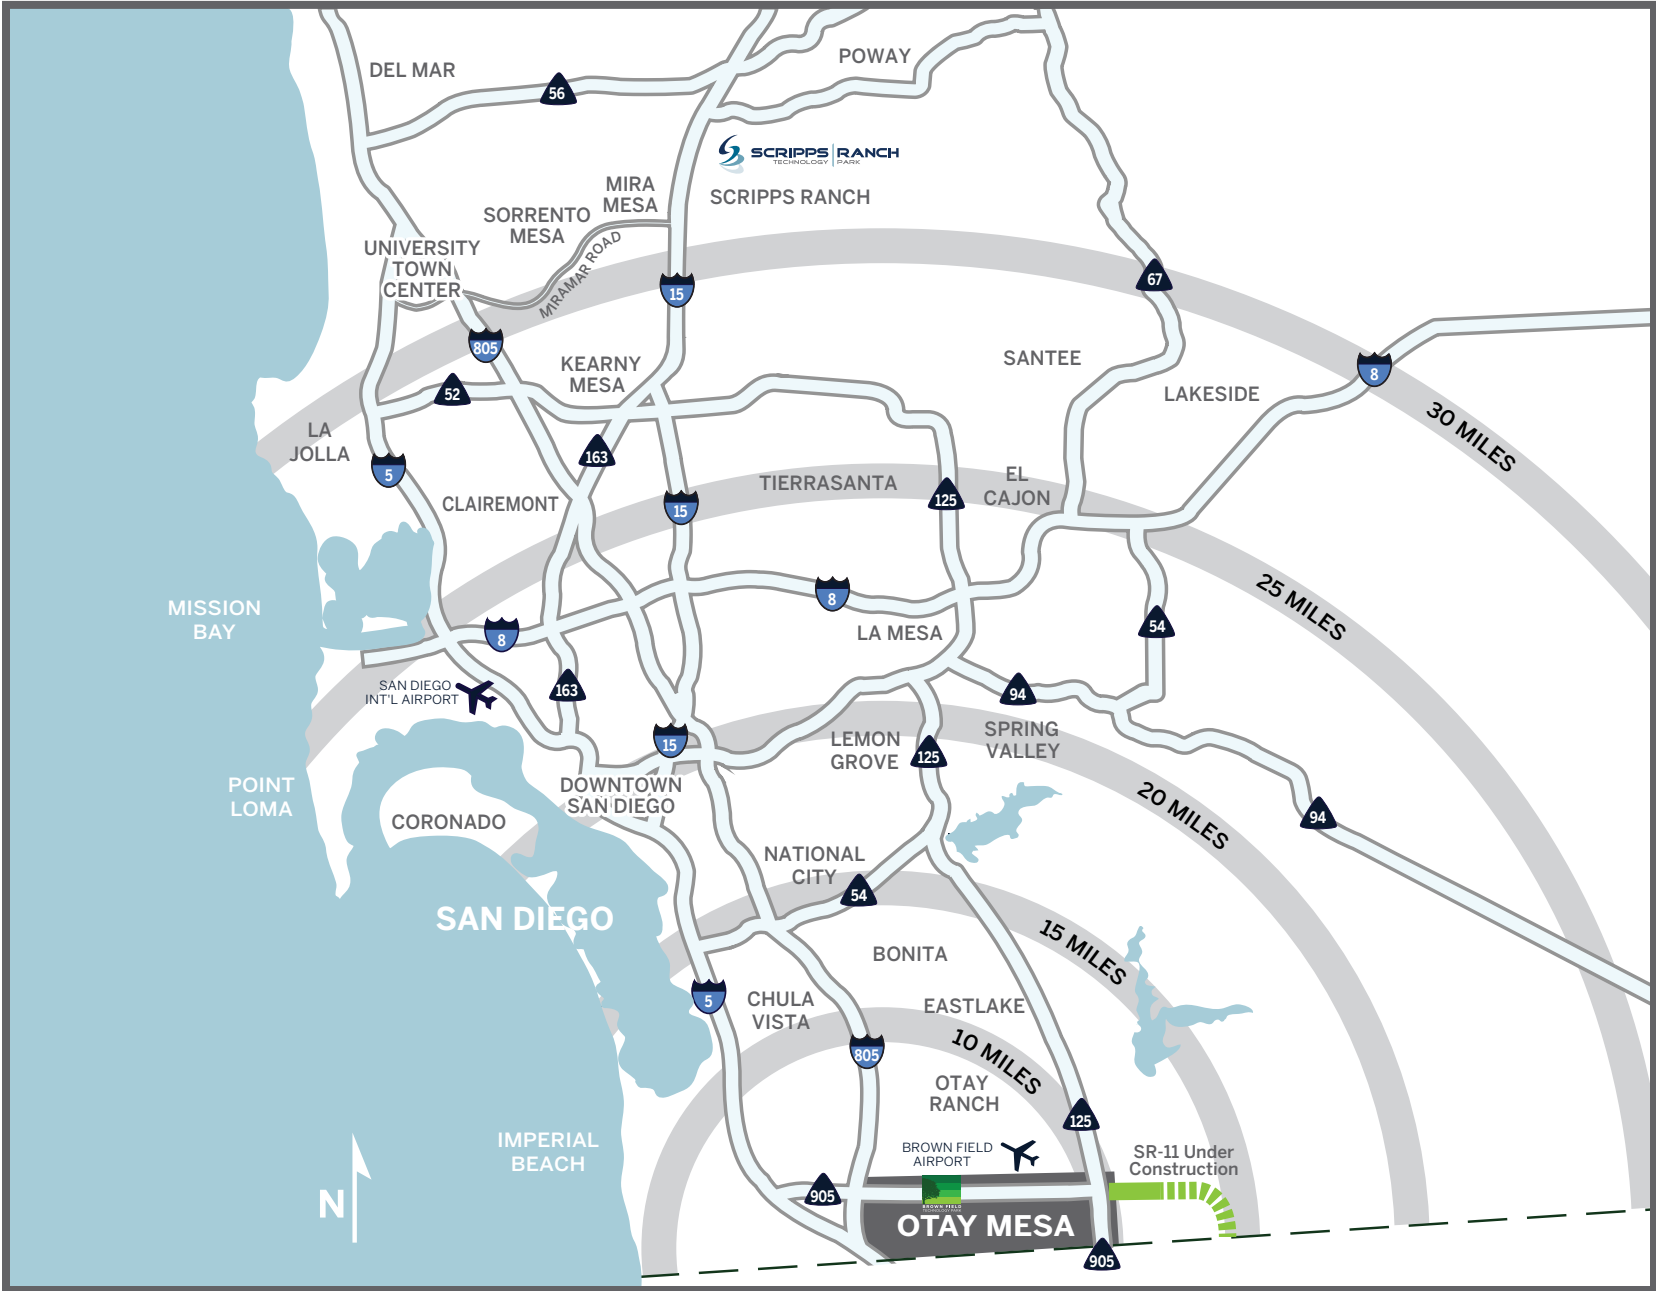 DEL MAR
POWAY
56
SCRIPPS RANCH
TECHNOLOGY PARK
MIRA
MESA
SCRIPPS RANCH
SORRENTO
MESA
MIRAMAR ROAD
UNIVERSITY
TOWN
CENTER
15
67
805
KEARNY
MESA
SANTEE
8
52
LAKESIDE
30 MILES
LA
JOLLA
163
5
CLAIREMONT
TIERRASANTA
EL
CAJON
125
15
MISSION
BAY
8
25 MILES
8
LA MESA
54
SAN DIEGO
INT'L AIRPORT
163
94
15
LEMON
GROVE
125
SPRING
VALLEY
POINT
LOMA
DOWNTOWN
SAN DIEGO
20 MILES
94
CORONADO
NATIONAL
CITY
54
SAN DIEGO
15 MILES
BONITA
5
CHULA
VISTA
EASTLAKE
805
10 MILES
OTAY
RANCH
125
IMPERIAL
BEACH
BROWN FIELD
AIRPORT
SR-11 Under
Construction
N
905
BROWN FIELD
TECHNOLOGY PARK
OTAY MESA
905